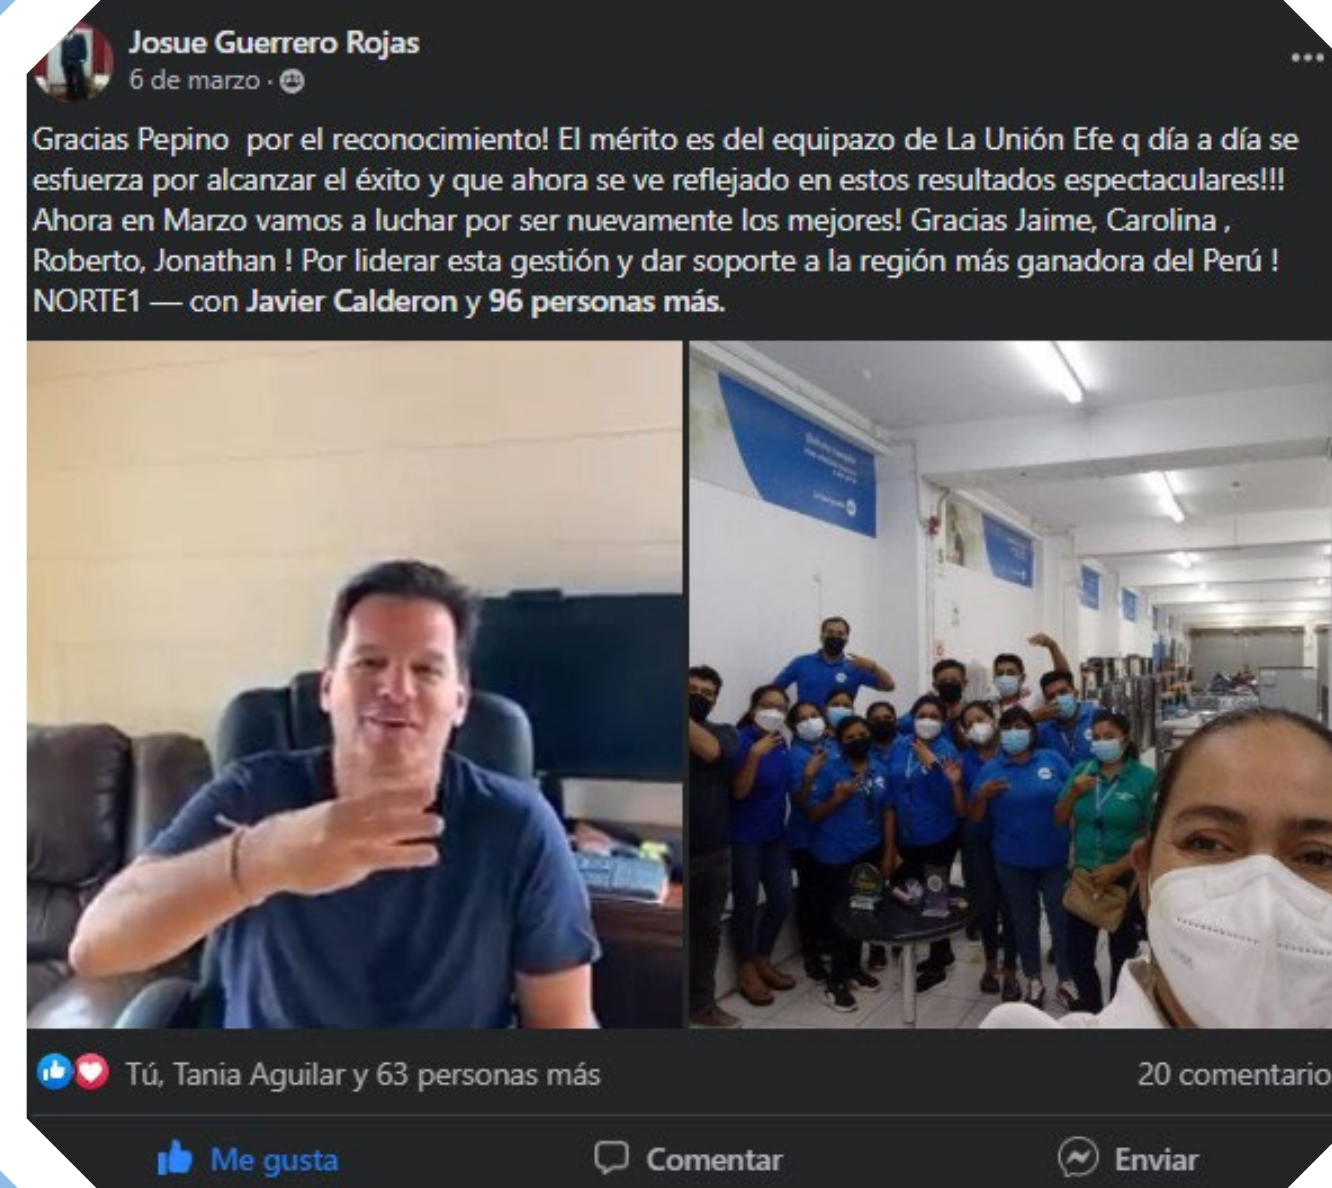 Josue Guerrero Rojas
6 de marzo ·
Gracias Pepino  por el reconocimiento! El mérito es del equipazo de La Unión Efe q día a día se
esfuerza por alcanzar el éxito y que ahora se ve reflejado en estos resultados espectaculares!!!
Ahora en Marzo vamos a luchar por ser nuevamente los mejores! Gracias Jaime, Carolina ,
Roberto, Jonathan ! Por liderar esta gestión y dar soporte a la región más ganadora del Perú !
NORTE1 — con Javier Calderon y 96 personas más.
Tú, Tania Aguilar y 63 personas más
20 comentario
Me gusta
Comentar
Enviar